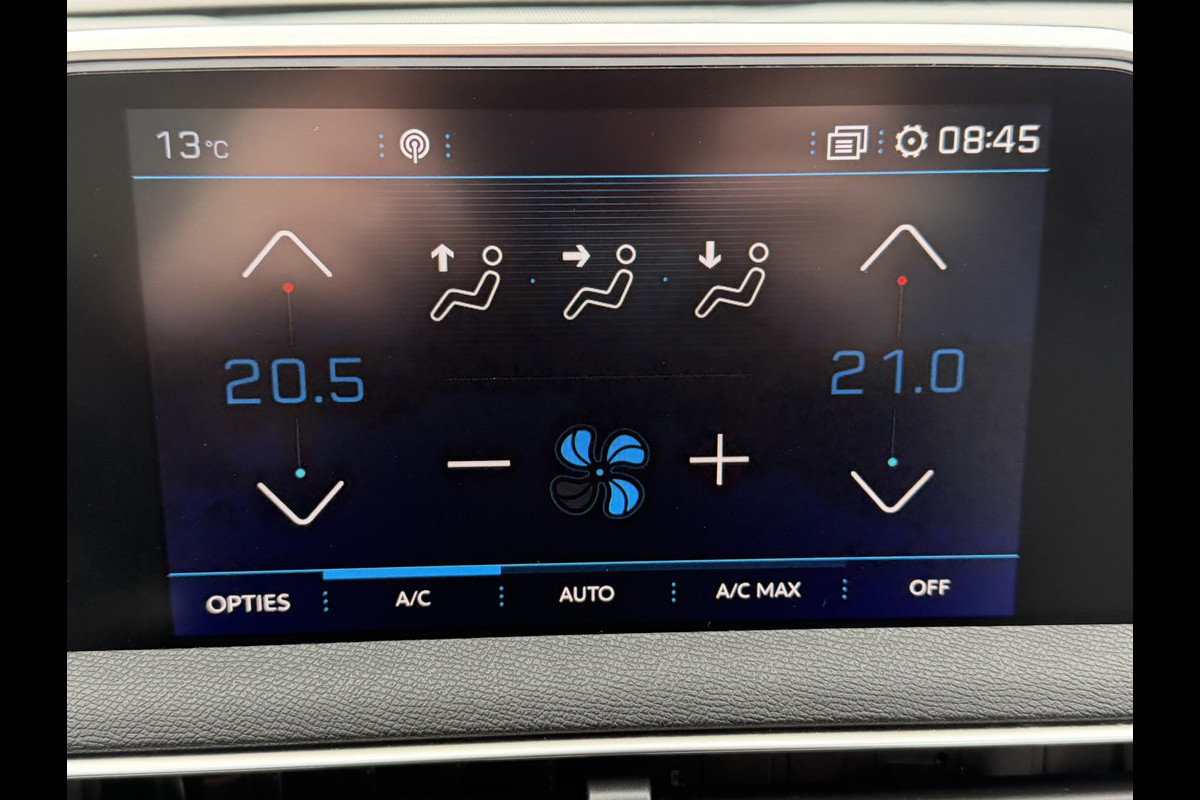 13°C 08:45
20.5 21.0
OPTIES A/C AUTO A/C MAX OFF